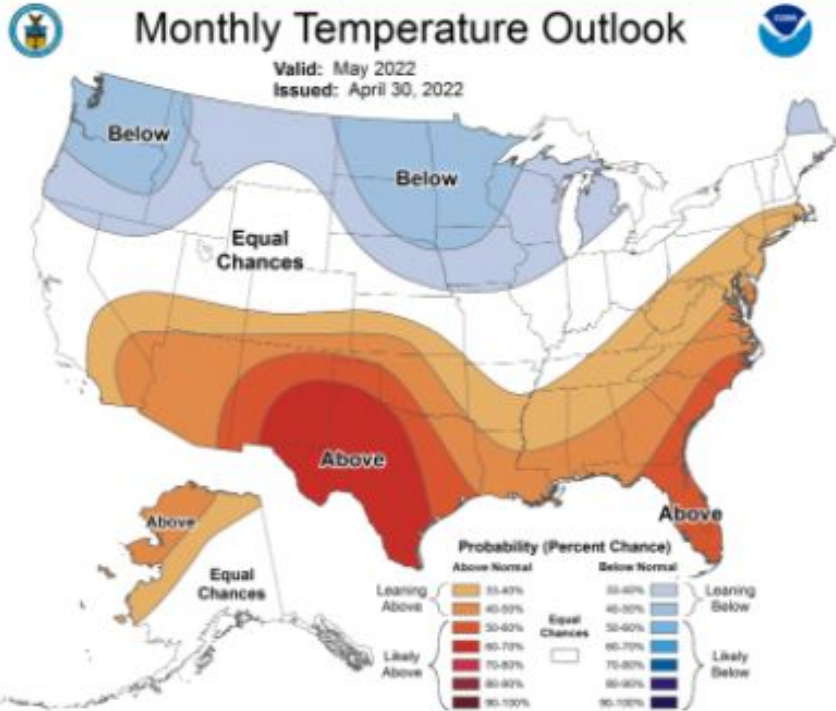 Monthly Temperature Outlook
Valid: May 2022
Issued: April 30, 2022
Below
Below
Equal
Chances
Above
Above
Above
Equal
Chances
Probability (Percent Chance)
Above Normal
Below Normal
Leaning
Above
33-40%
40-50%
Likely
Above
50-60%
60-70%
70-80%
80-90%
90-100%
Equal
Chances
33-40%
40-50%
Leaning
Below
50-60%
60-70%
70-80%
80-90%
90-100%
Likely
Below